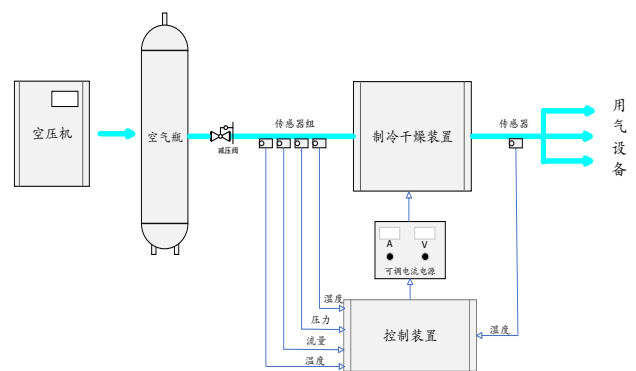 传感器组
传感器
用气设备
空压机
空气瓶
制冷干燥装置
减压阀
A
V
可调电流电源
湿度
压力
流量
温度
控制装置
湿度